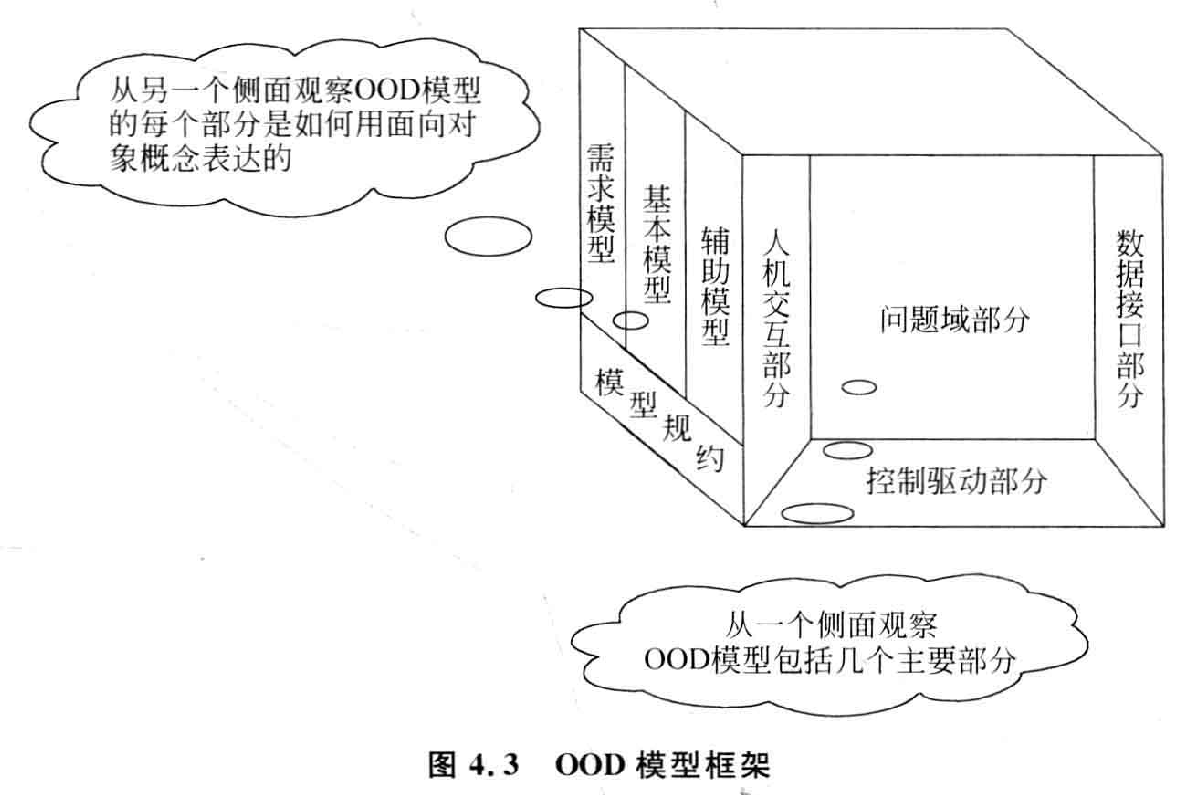 从另一个侧面观察OOD模型
的每个部分是如何用面向对
象概念表达的
需求模型
基本模型
辅助模型
模型规约
人机交互部分
问题域部分
数据接口部分
控制驱动部分
从一个侧面观察
OOD模型包括几个主要部分
图 4.3 OOD 模型框架